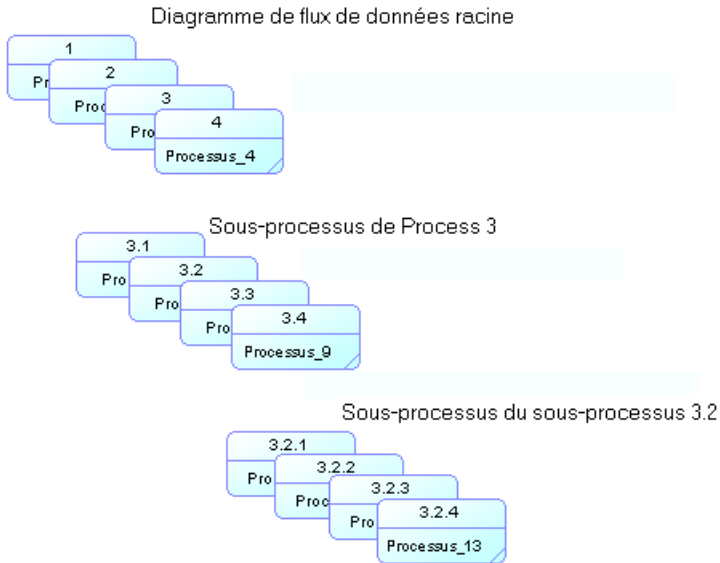 Diagramme de flux de données racine
1
Pr
2
Proc
3
Pro
4
Processus_4
Sous-processus de Process 3
3.1
Pro
3.2
Pro
3.3
Pro
3.4
Processus_9
Sous-processus du sous-processus 3.2
3.2.1
Pro
3.2.2
Proc
3.2.3
Pro
3.2.4
Processus_13